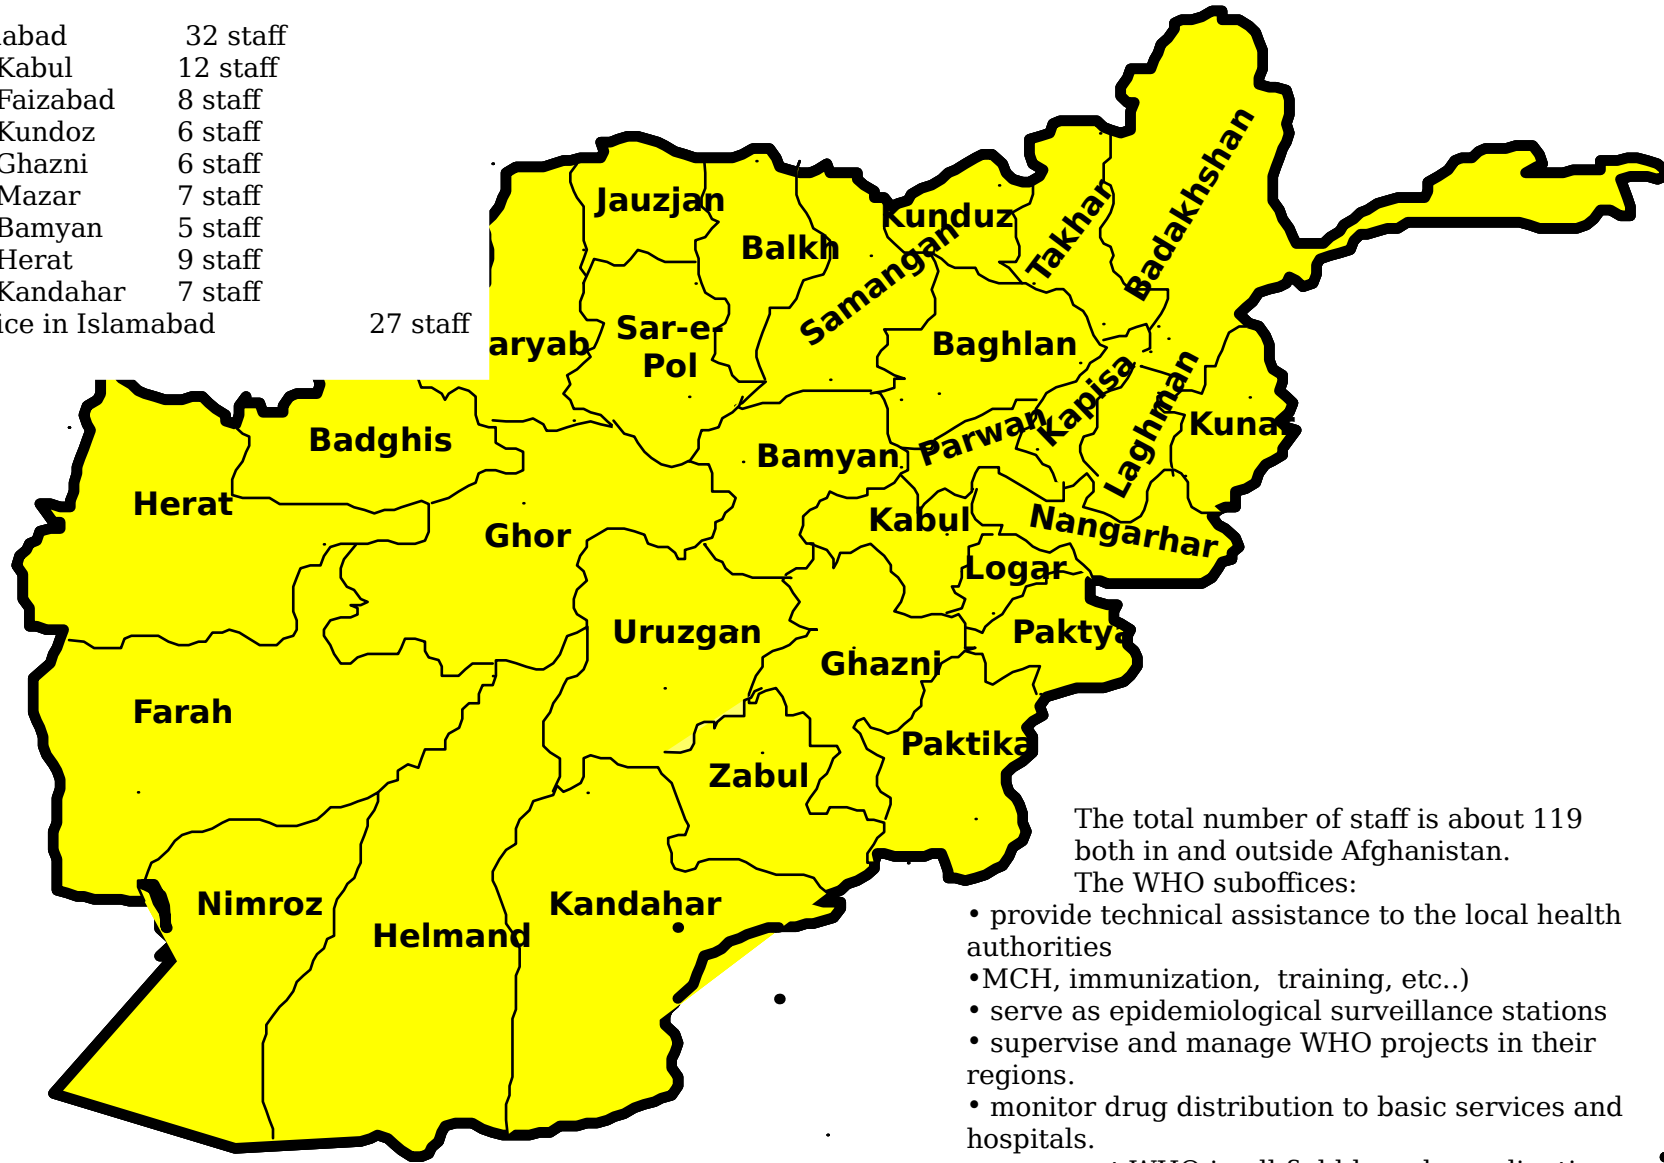 abad 32 staff
Kabul 12 staff
Faizabad 8 staff
Kundoz 6 staff
Ghazni 6 staff
Mazar 7 staff
Bamyan 5 staff
Herat 9 staff
Kandahar 7 staff
ice in Islamabad 27 staff
Jauzjan
Balkh
Kunduz
Samangan
Takhar
Badakhshan
aryab
Sar-e-
Pol
Baghlan
Kapisa
Laghman
Kunar
Badghis
Bamyan
Parwan
Herat
Ghor
Kabul
Nangarhar
Logar
Uruzgan
Paktya
Ghazni
Farah
Paktika
Zabul
Nimroz
Helmand
Kandahar
The total number of staff is about 119
both in and outside Afghanistan.
The WHO suboffices:
• provide technical assistance to the local health
authorities
•MCH, immunization, training, etc..)
• serve as epidemiological surveillance stations
• supervise and manage WHO projects in their
regions.
• monitor drug distribution to basic services and
hospitals.